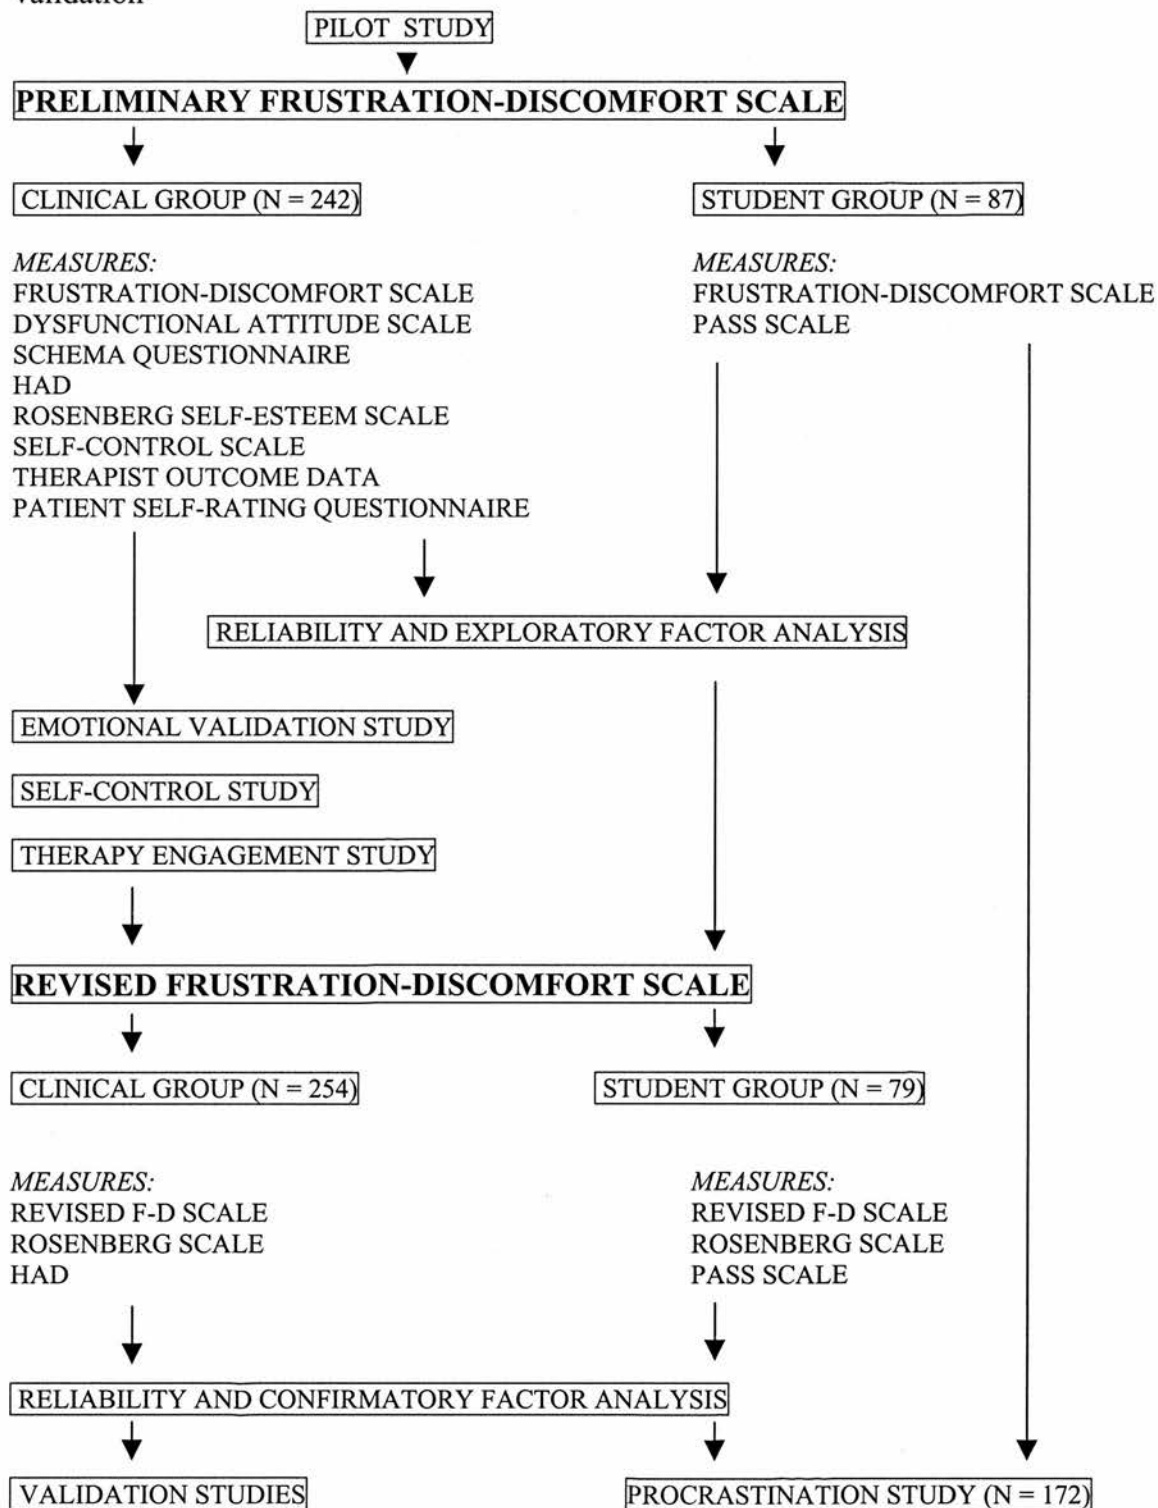 Validation
PILOT STUDY
PRELIMINARY FRUSTRATION-DISCOMFORT SCALE
CLINICAL GROUP (N = 242)
STUDENT GROUP (N = 87)
MEASURES:
FRUSTRATION-DISCOMFORT SCALE
DYSFUNCTIONAL ATTITUDE SCALE
SCHEMA QUESTIONNAIRE
HAD
ROSENBERG SELF-ESTEEM SCALE
SELF-CONTROL SCALE
THERAPIST OUTCOME DATA
PATIENT SELF-RATING QUESTIONNAIRE
MEASURES:
FRUSTRATION-DISCOMFORT SCALE
PASS SCALE
RELIABILITY AND EXPLORATORY FACTOR ANALYSIS
EMOTIONAL VALIDATION STUDY
SELF-CONTROL STUDY
THERAPY ENGAGEMENT STUDY
REVISED FRUSTRATION-DISCOMFORT SCALE
CLINICAL GROUP (N = 254)
STUDENT GROUP (N = 79)
MEASURES:
REVISED F-D SCALE
ROSENBERG SCALE
HAD
MEASURES:
REVISED F-D SCALE
ROSENBERG SCALE
PASS SCALE
RELIABILITY AND CONFIRMATORY FACTOR ANALYSIS
VALIDATION STUDIES
PROCRASTINATION STUDY (N = 172)